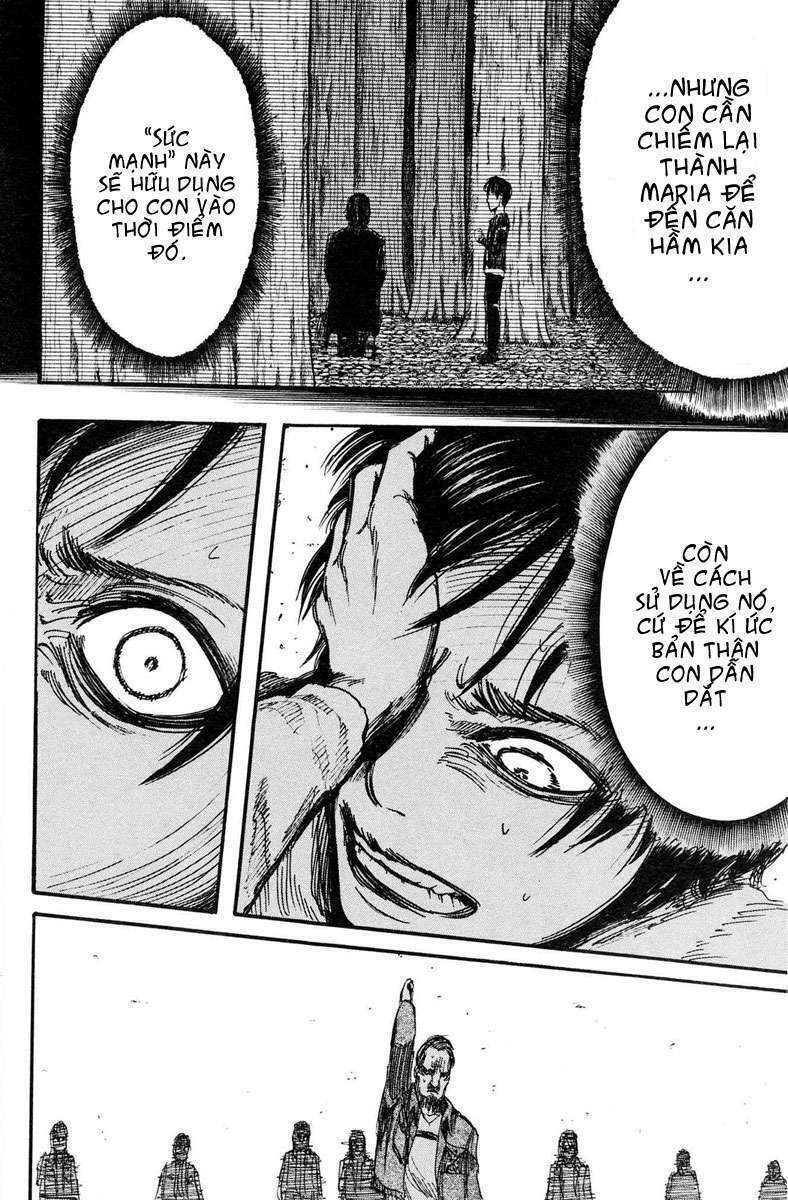 ...NHƯNG
CON CẦN
CHIẾM LẠI
THÀNH
MARIA ĐỂ
ĐẾN CĂN
HẦM KIA
...
"SỨC
MẠNH" NÀY
SẼ HỮU DỤNG
CHO CON VÀO
THỜI ĐIỂM
ĐÓ.
CÒN
VỀ CÁCH
SỬ DỤNG NÓ,
CỨ ĐỂ KÍ ỨC
BẢN THÂN
CON DẪN
DẮT
...